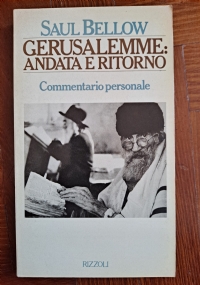 SAUL BELLOW
GERUSALEMME:
ANDATA E RITORNO
Commentario personale
RIZZOLI